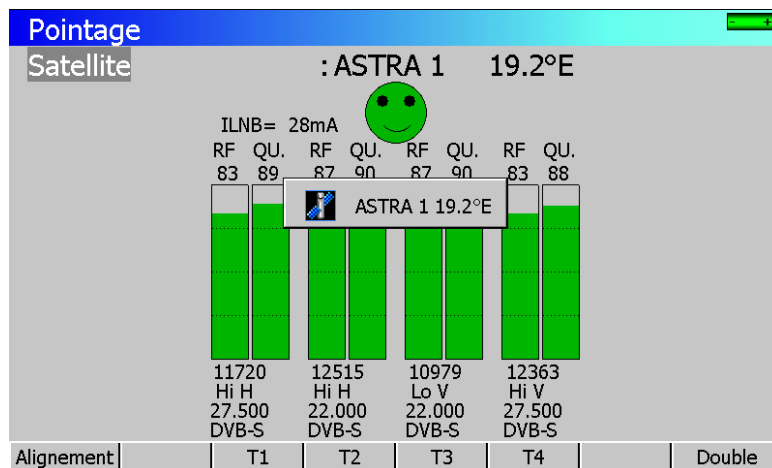 Pointage
- +
Satellite : ASTRA 1 19.2°E
ILNB= 28mA
RF QU. RF QU. RF QU. RF QU.
83 89 87 90 87 90 83 88
ASTRA 1 19.2°E
11720 12515 10979 12363
Hi H Hi H Lo V Hi V
27.500 22.000 22.000 27.500
DVB-S DVB-S DVB-S DVB-S
Alignement T1 T2 T3 T4 Double